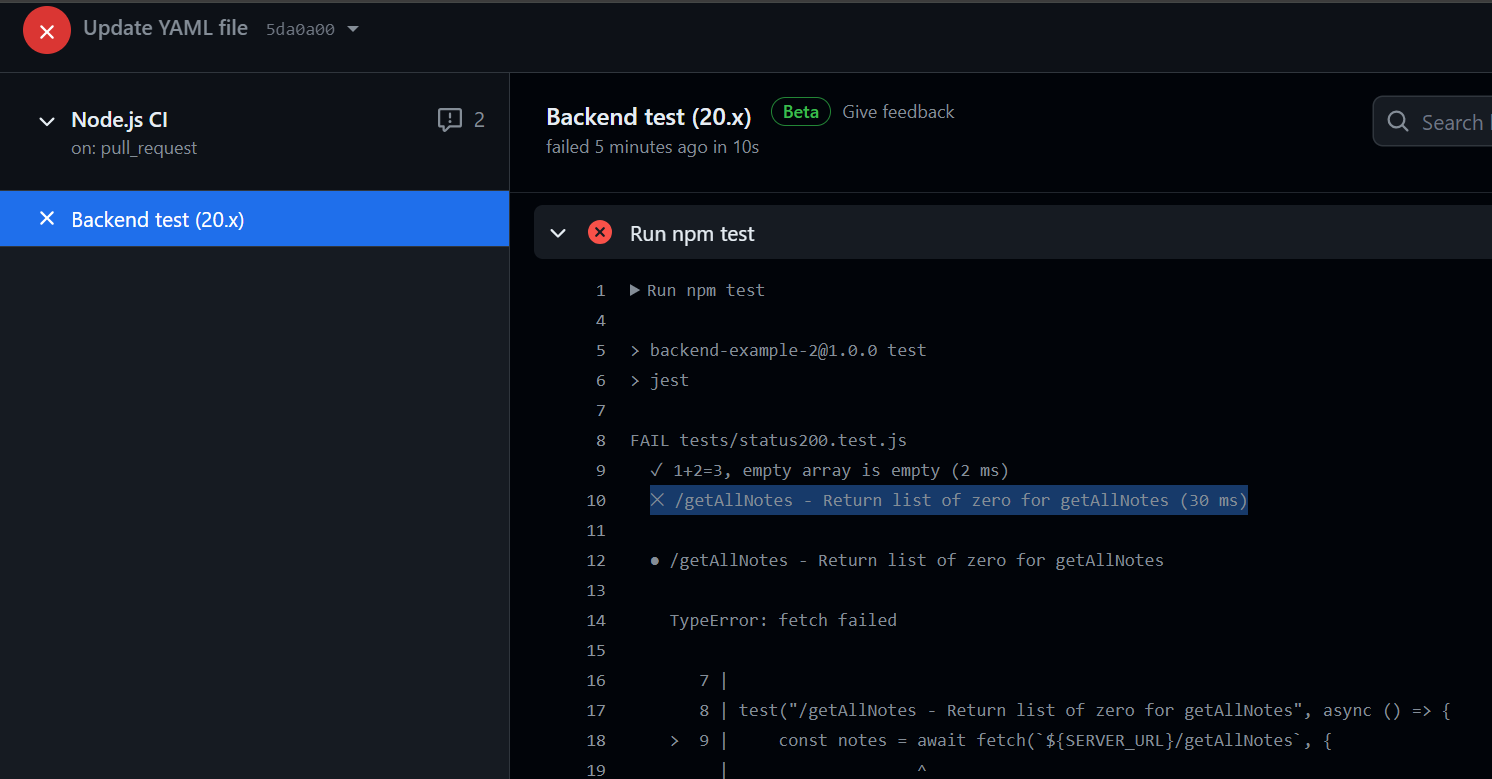 Update YAML file 5da0a00
Node.js CI 2
on: pull_request
Backend test (20.x)
Backend test (20.x) Beta Give feedback
failed 5 minutes ago in 10s
Search
Run npm test
1 Run npm test
4
5 > backend-example-2@1.0.0 test
6 > jest
7
8 FAIL tests/status200.test.js
9 ✓ 1+2=3, empty array is empty (2 ms)
10 ✕ /getAllNotes - Return list of zero for getAllNotes (30 ms)
11
12 ● /getAllNotes - Return list of zero for getAllNotes
13
14 TypeError: fetch failed
15
16 7 |
17 8 | test("/getAllNotes - Return list of zero for getAllNotes", async () => {
18 > 9 | const notes = await fetch(`${SERVER_URL}/getAllNotes`, {
19 | ^